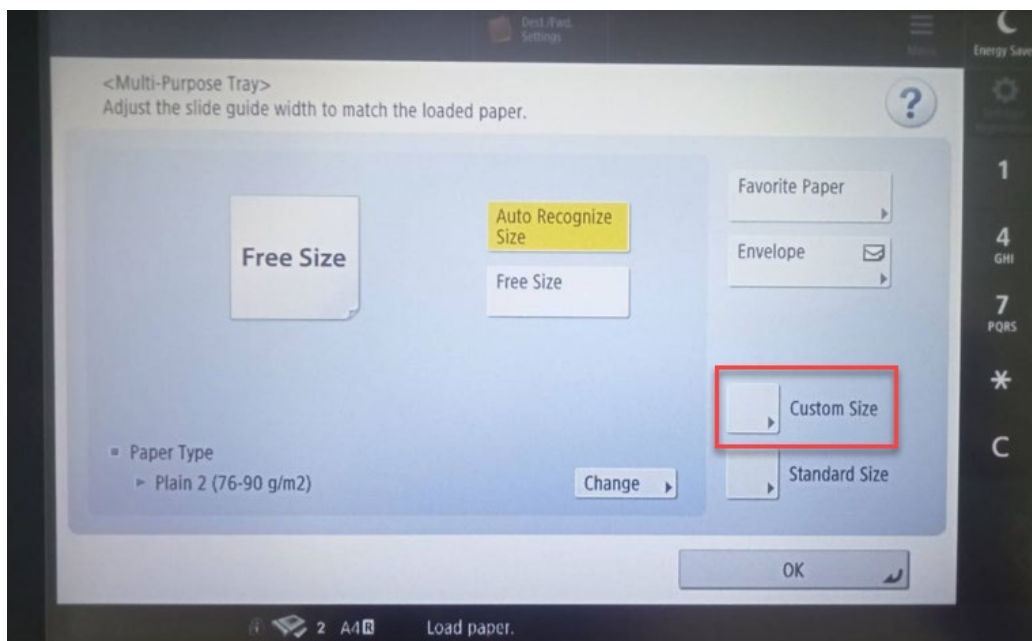 Dest./Fwd.
Settings
Menu
Energy Save
<Multi-Purpose Tray>
Adjust the slide guide width to match the loaded paper.
?
Free Size
Auto Recognize
Size
Free Size
Favorite Paper
Envelope
Custom Size
Standard Size
Paper Type
Plain 2 (76-90 g/m2)
Change
OK
2 A4R Load paper.
1
4
GHI
7
PQRS
*
C